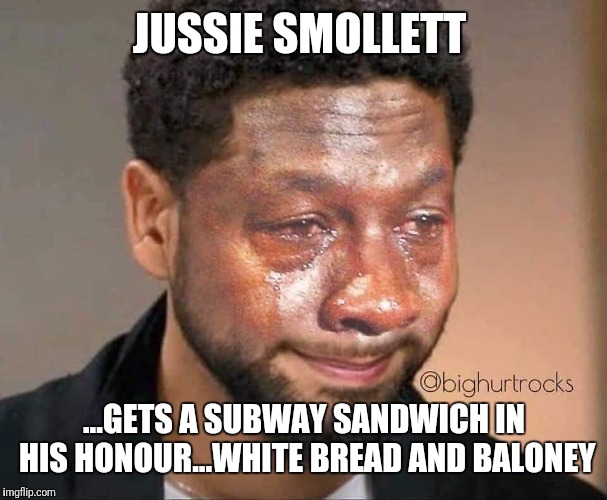 JUSSIE SMOLLETT
@bighurtrocks
...GETS A SUBWAY SANDWICH IN
HIS HONOUR...WHITE BREAD AND BALONEY
imgflip.com